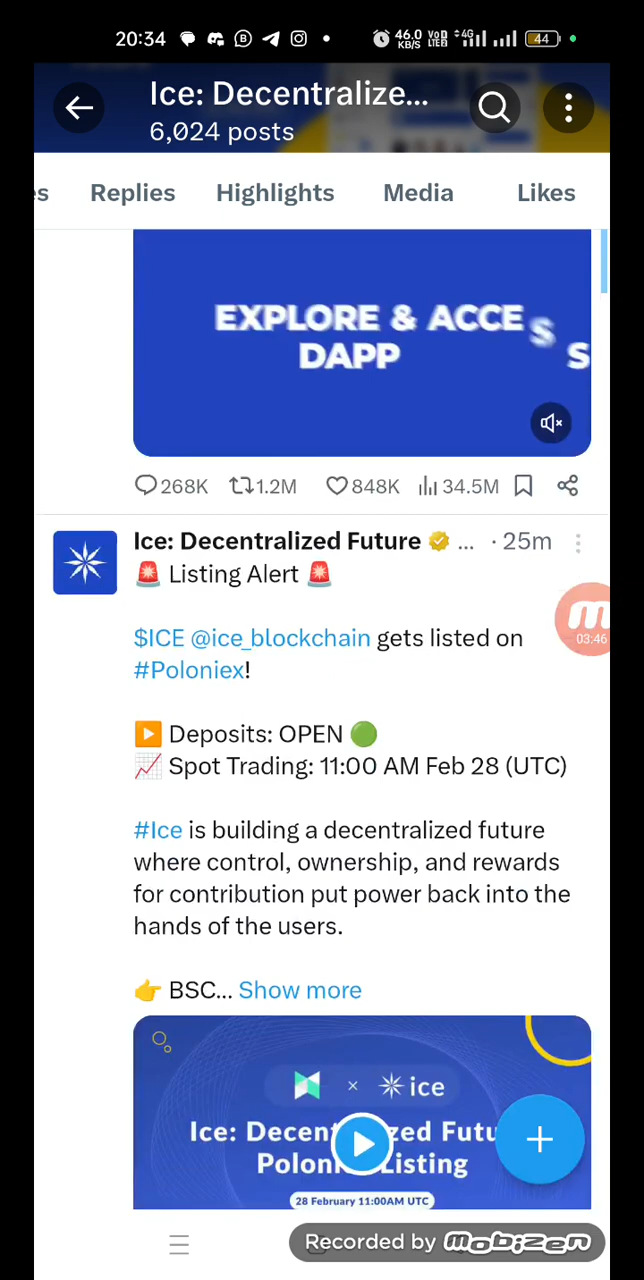 20:34
46.0 KB/S
4G
44
Ice: Decentralize...
6,024 posts
Replies Highlights Media Likes
EXPLORE & ACCE S
DAPP S
268K 1.2M 848K 34.5M
Ice: Decentralized Future ... · 25m
🚨 Listing Alert 🚨
$ICE @ice_blockchain gets listed on
#Poloniex!
▶️ Deposits: OPEN 🟢
📈 Spot Trading: 11:00 AM Feb 28 (UTC)
#Ice is building a decentralized future
where control, ownership, and rewards
for contribution put power back into the
hands of the users.
👉 BSC... Show more
03:46
× ice
Ice:
Listing
28 February 11:00AM UTC
Recorded by mobizen